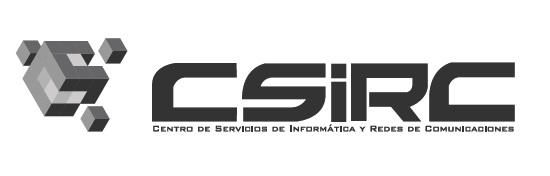 CSiRC
Centro de Servicios de Informática y Redes de Comunicaciones